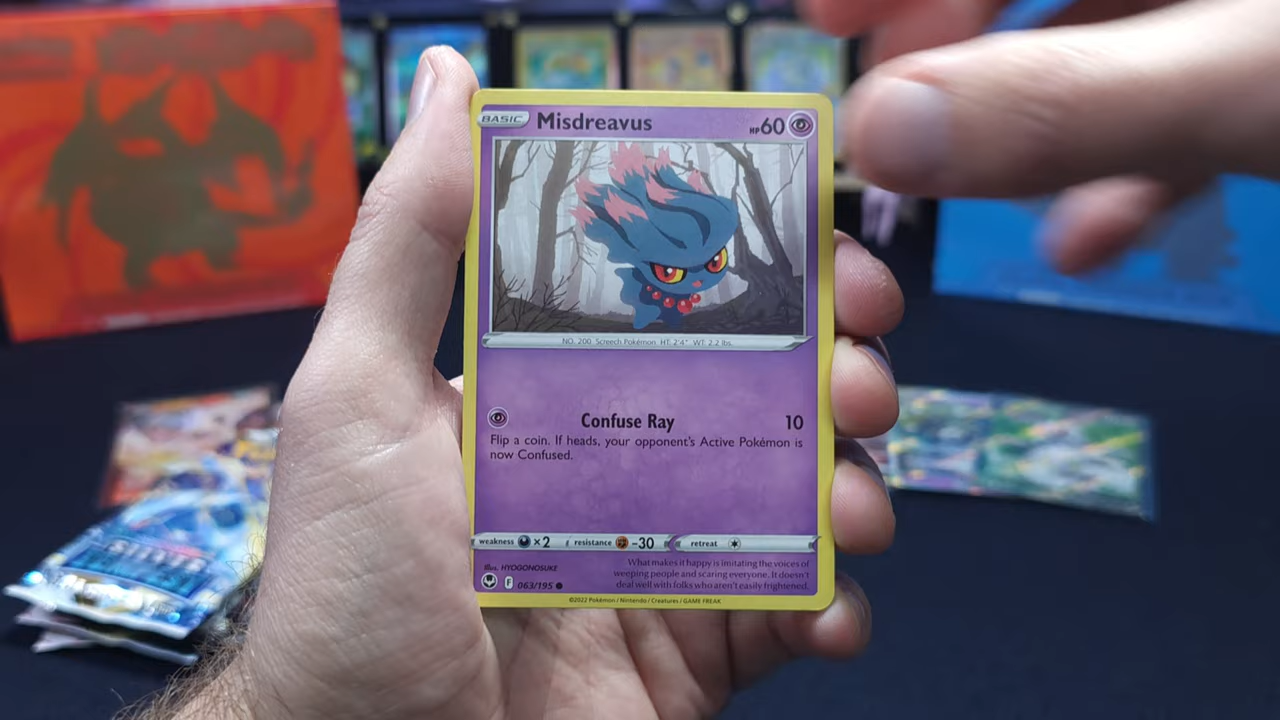 BASIC Misdreavus HP 60
NO. 200 Screech Pokémon HT: 2'4" WT: 2.2 lbs.
Confuse Ray 10
Flip a coin. If heads, your opponent's Active Pokémon is
now Confused.
weakness ×2 resistance -30 retreat
Illus. HYOGONOSUKE
What makes it happy is imitating the voices of
weeping people and scaring everyone. It doesn't
deal well with folks who aren't easily frightened.
F 063/195
©2022 Pokémon / Nintendo / Creatures / GAME FREAK